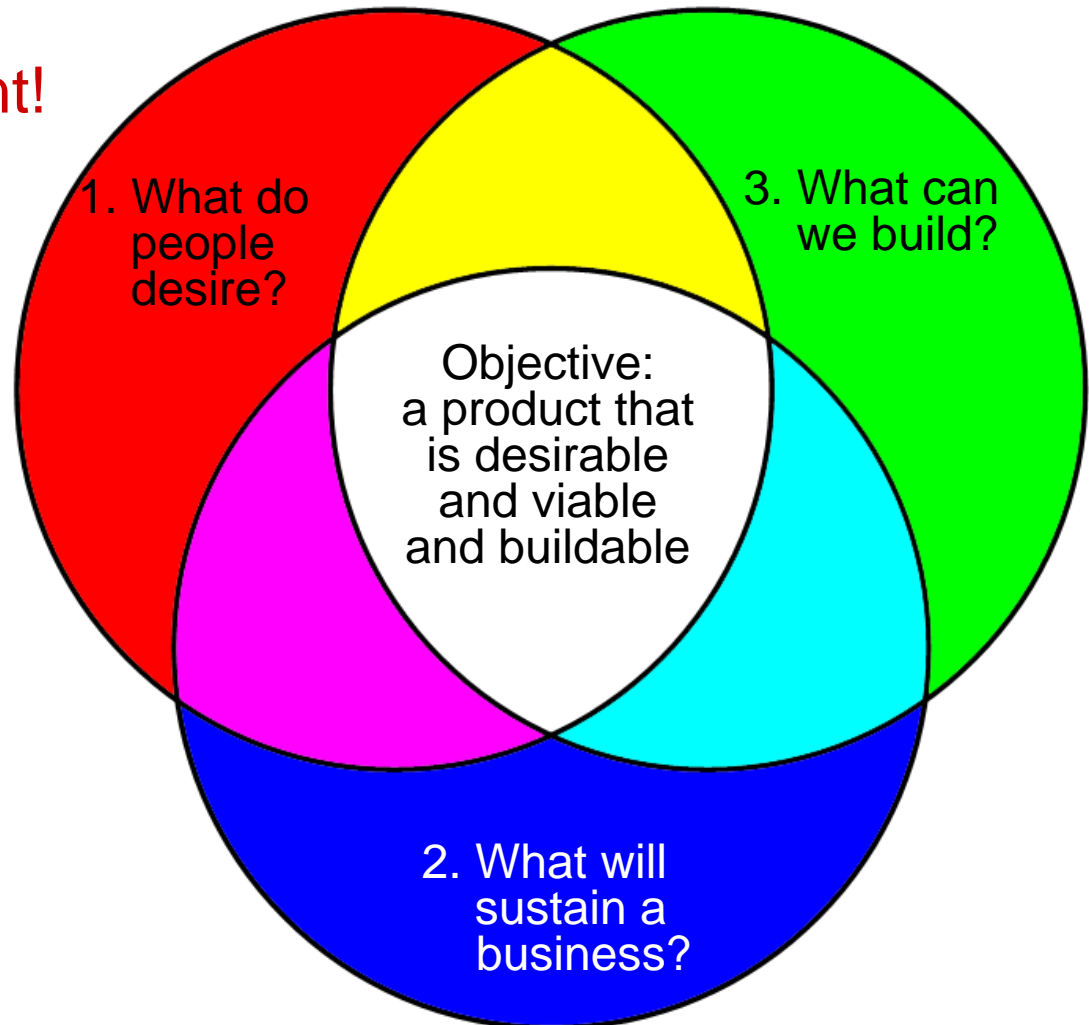 nt!
1. What do
people
desire?
3. What can
we build?
Objective:
a product that
is desirable
and viable
and buildable
2. What will
sustain a
business?